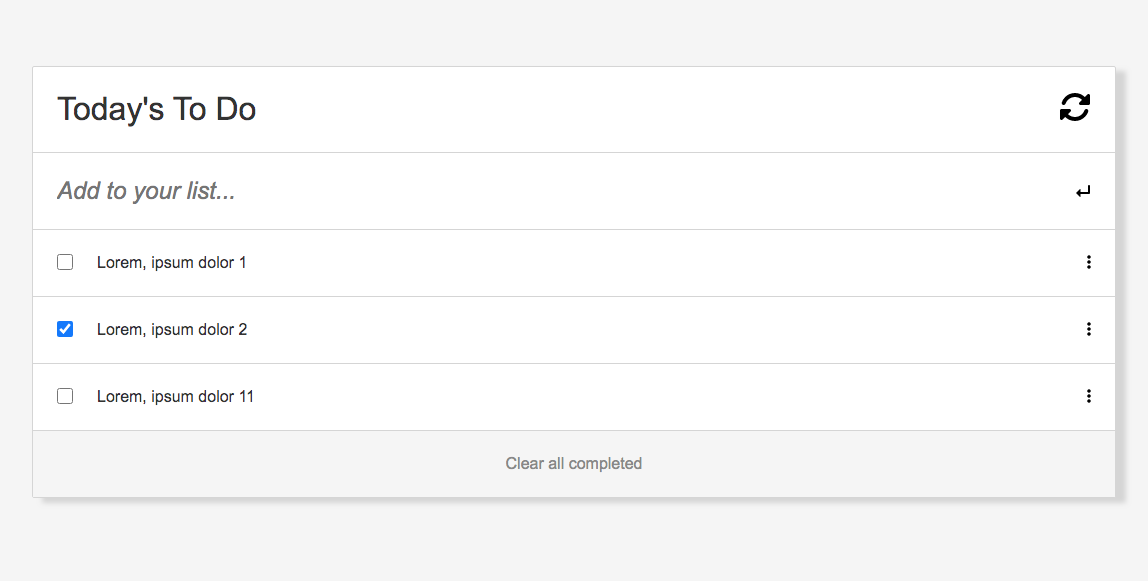 Today's To Do
Add to your list...
Lorem, ipsum dolor 1
Lorem, ipsum dolor 2
Lorem, ipsum dolor 11
Clear all completed